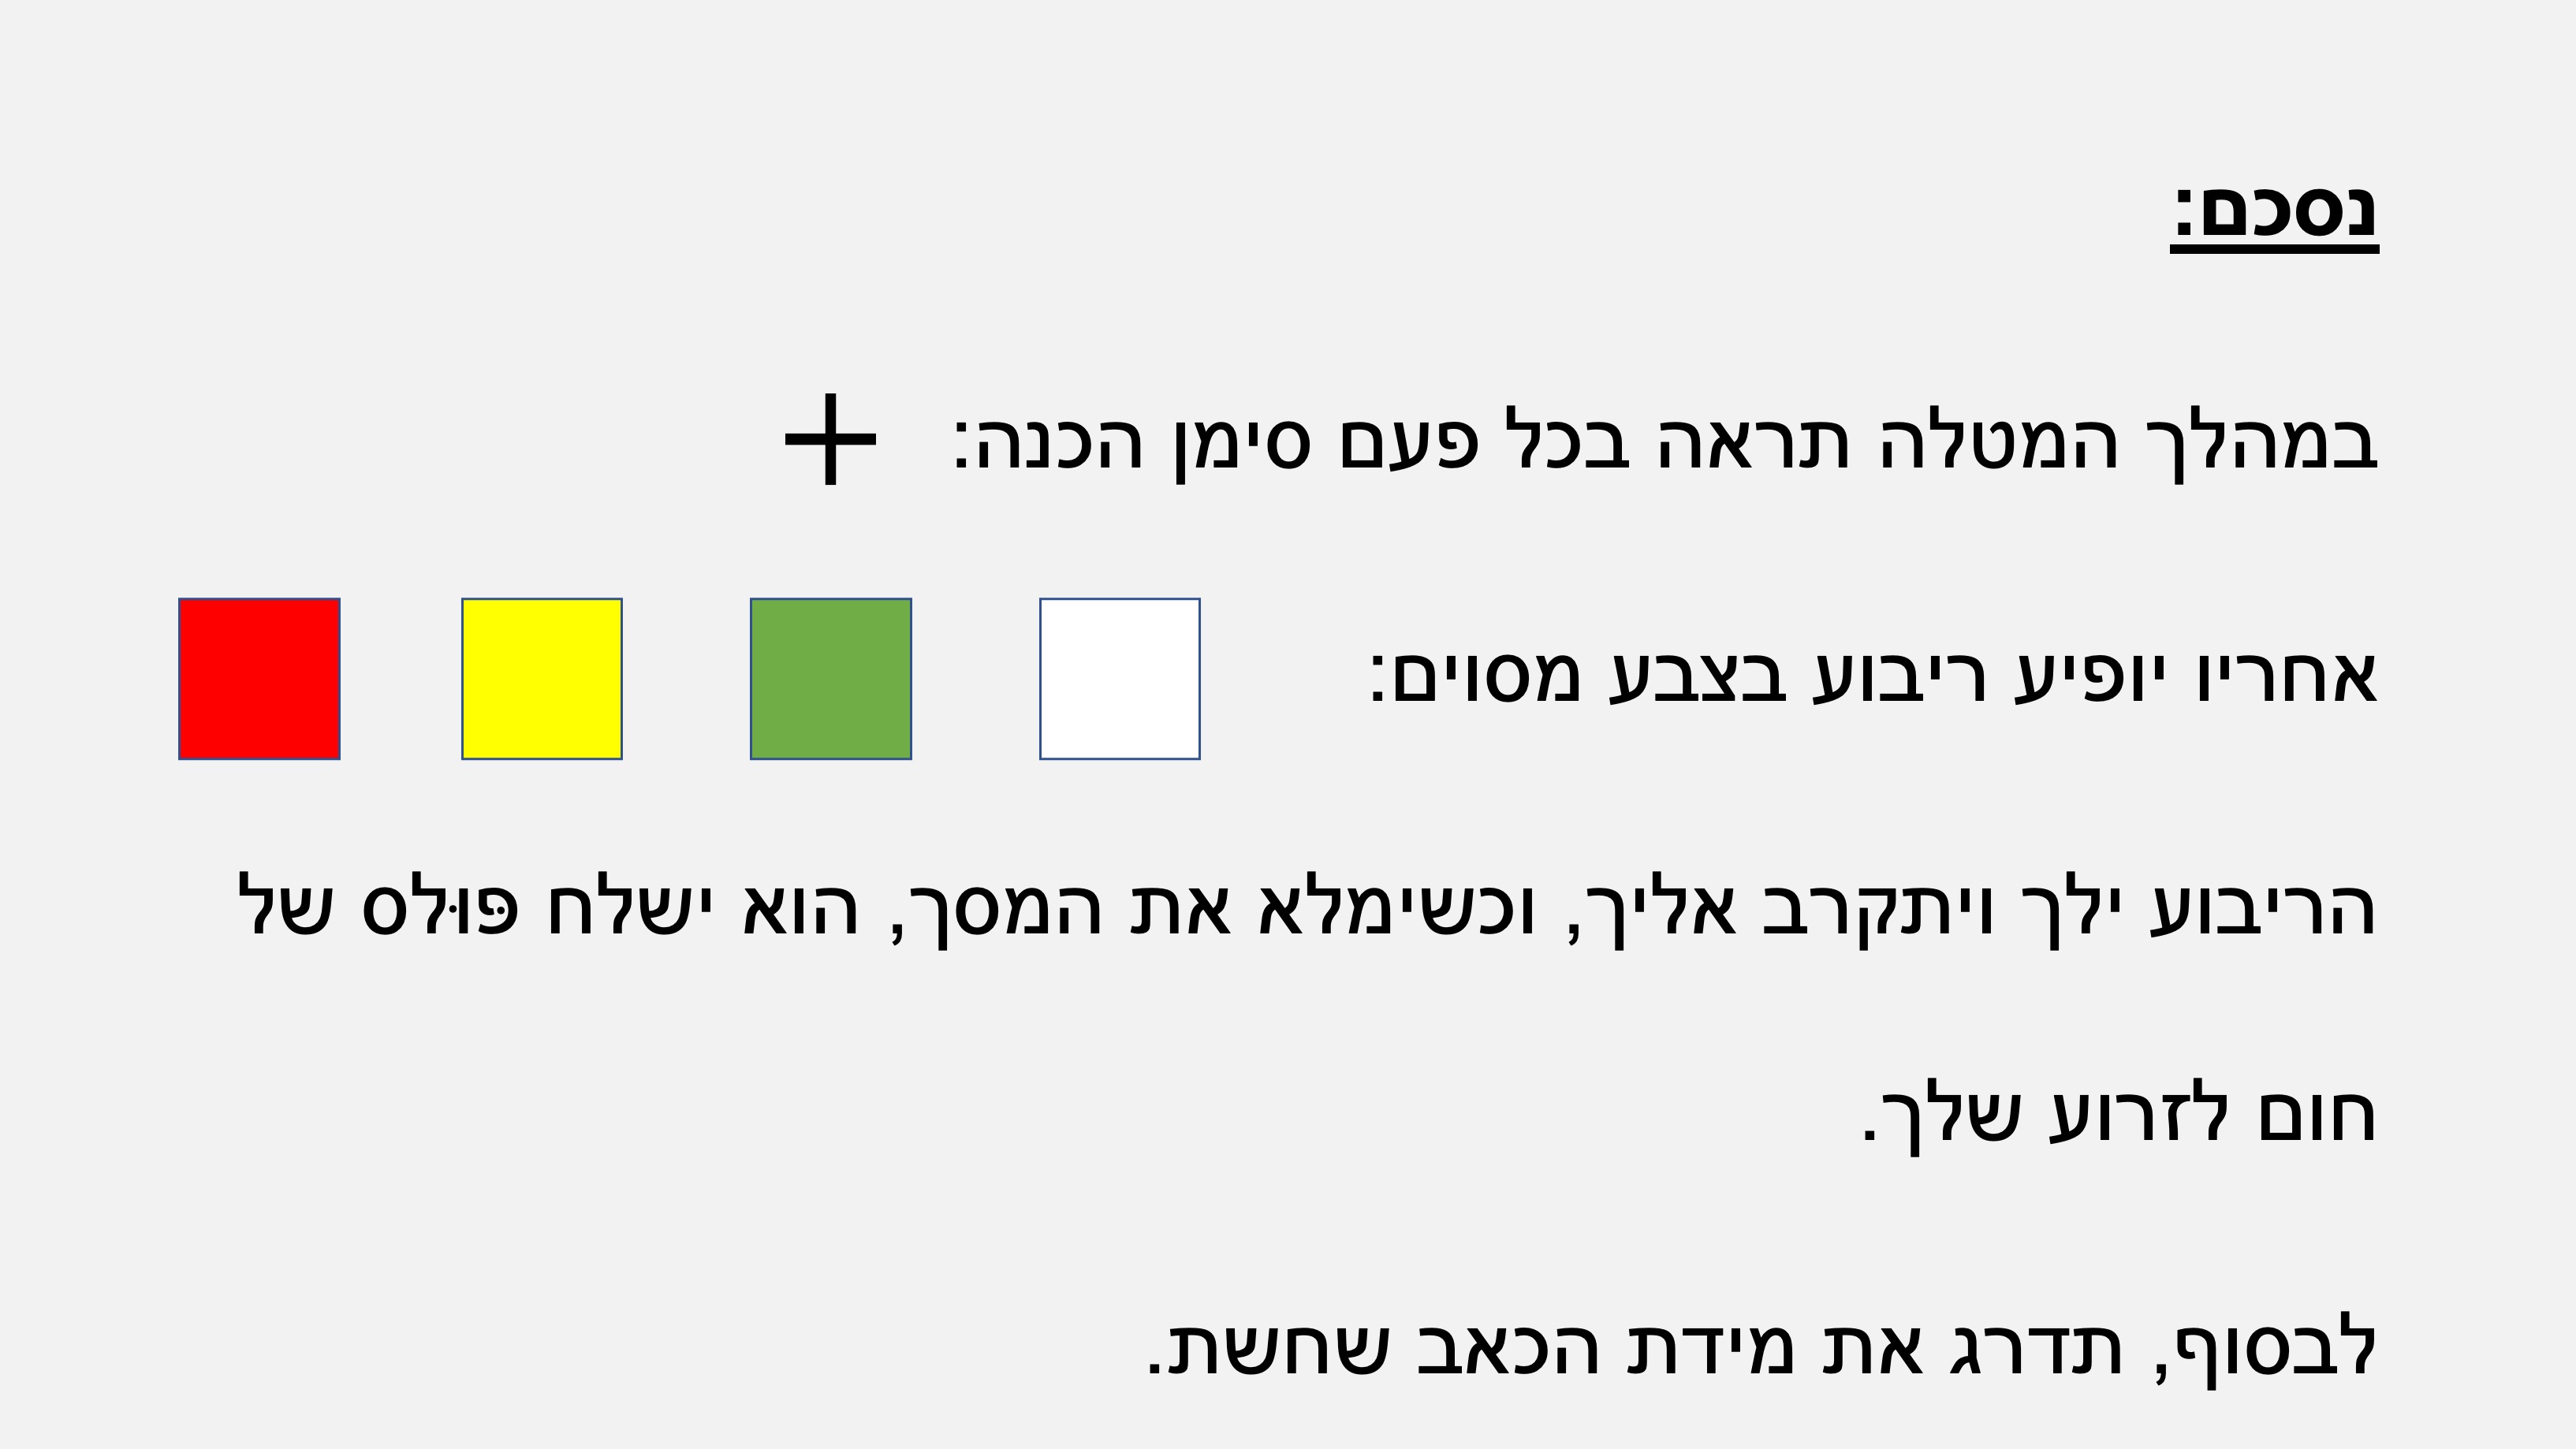 נסכם:
במהלך המטלה תראה בכל פעם סימן הכנה: +
אחריו יופיע ריבוע בצבע מסוים:
הריבוע ילך ויתקרב אליך, וכשימלא את המסך, הוא ישלח פּוּלס של
חום לזרוע שלך.
לבסוף, תדרג את מידת הכאב שחשת.